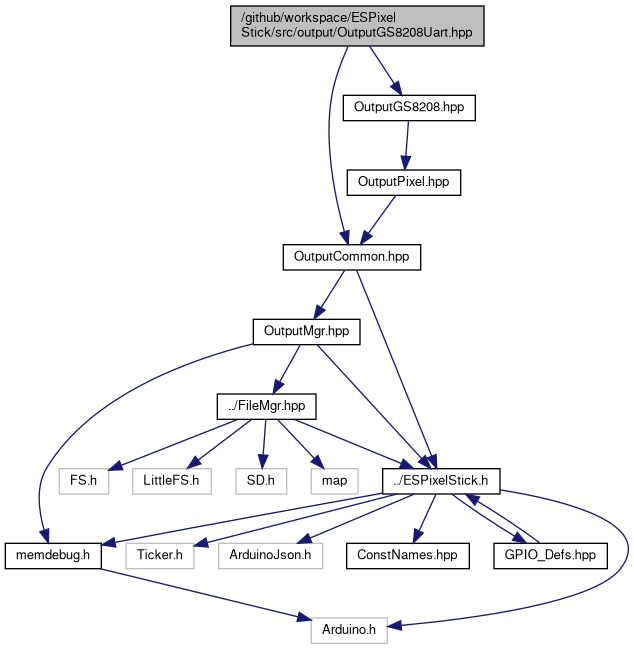 /github/workspace/ESPixel
Stick/src/output/OutputGS8208Uart.hpp
OutputGS8208.hpp
OutputPixel.hpp
OutputCommon.hpp
OutputMgr.hpp
../FileMgr.hpp
FS.h
LittleFS.h
SD.h
map
../ESPixelStick.h
memdebug.h
Ticker.h
ArduinoJson.h
ConstNames.hpp
GPIO_Defs.hpp
Arduino.h